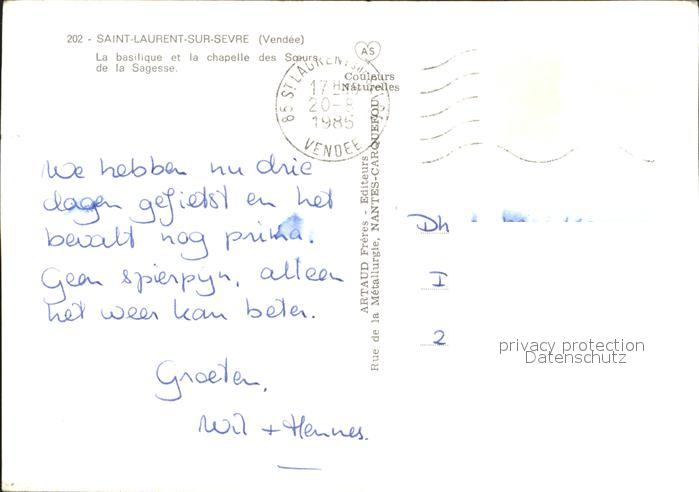 202 - SAINT-LAURENT-SUR-SEVRE (Vendée)
La basilique et la chapelle des Sœurs
de la Sagesse.
AS
Couleurs
Naturelles
85 ST LAURENT
17 H
20-8
1985
VENDEE
We hebben nu drie
dagen gefietst en het
bevalt nog prima.
Geen spierpijn, alleen
het weer kan beter.
Groeten,
Wil + Hennes.
ARTAUD Frères, Editeurs
Rue de la Métallurgie, NANTES-CARQUEFOU
Dh
I
2
privacy protection
Datenschutz